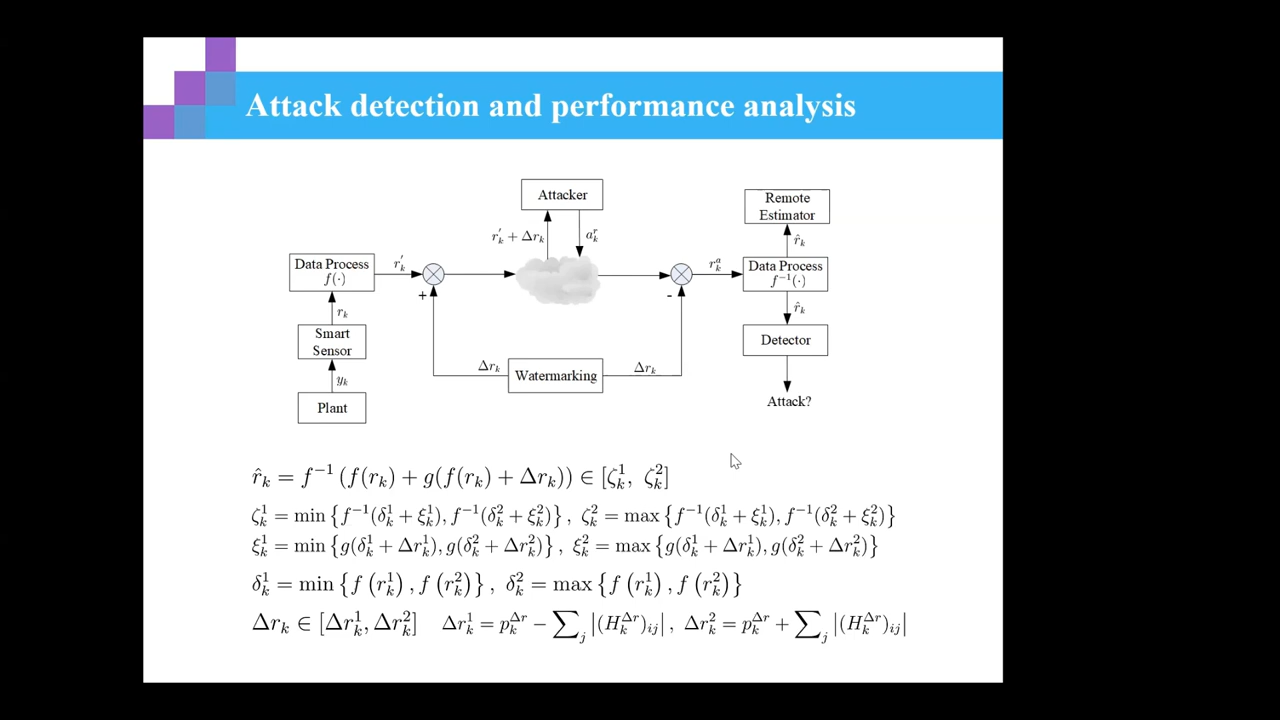 Attack detection and performance analysis
Attacker
Remote
Estimator
r'_k + Δr_k
a^r_k
r̂_k
Data Process
f(·)
r'_k
r^a_k
Data Process
f^{-1}(·)
+
-
r_k
r̂_k
Smart
Sensor
Detector
Δr_k
Watermarking
Δr_k
y_k
Plant
Attack?
r̂_k = f^{-1} (f(r_k) + g(f(r_k) + Δr_k)) ∈ [ζ^1_k, ζ^2_k]
ζ^1_k = min {f^{-1}(δ^1_k + ξ^1_k), f^{-1}(δ^2_k + ξ^2_k)} , ζ^2_k = max {f^{-1}(δ^1_k + ξ^1_k), f^{-1}(δ^2_k + ξ^2_k)}
ξ^1_k = min {g(δ^1_k + Δr^1_k), g(δ^2_k + Δr^2_k)} , ξ^2_k = max {g(δ^1_k + Δr^1_k), g(δ^2_k + Δr^2_k)}
δ^1_k = min {f (r^1_k) , f (r^2_k)} , δ^2_k = max {f (r^1_k) , f (r^2_k)}
Δr_k ∈ [Δr^1_k, Δr^2_k] Δr^1_k = p^{Δr}_k − ∑_j |(H^{Δr}_k)_{ij}| , Δr^2_k = p^{Δr}_k + ∑_j |(H^{Δr}_k)_{ij}|